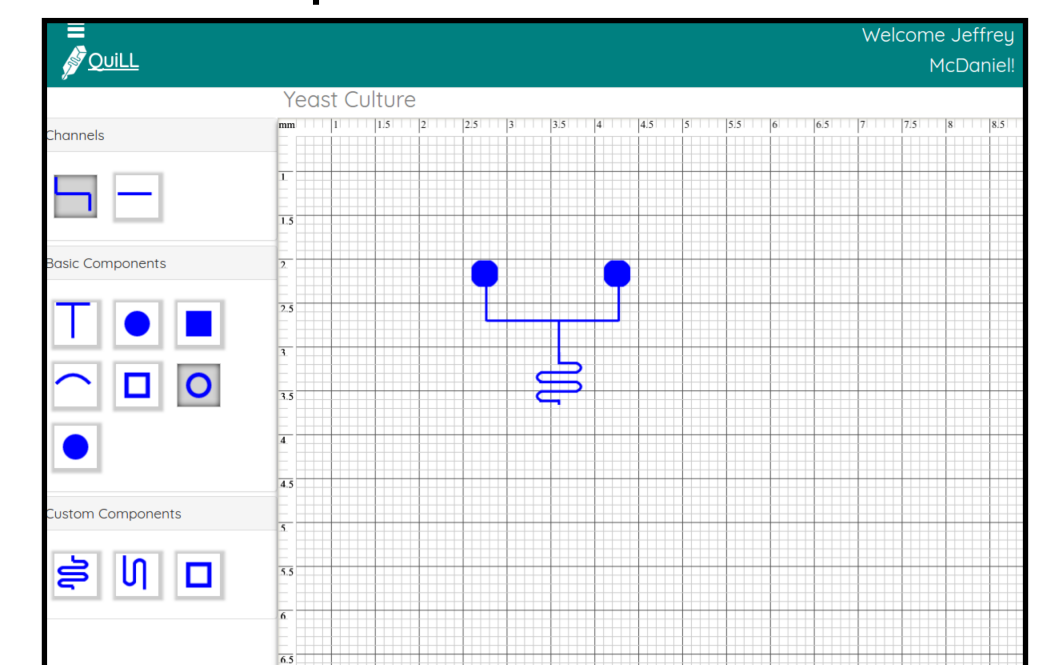 Welcome Jeffrey
QuiLL
McDaniel!
Yeast Culture
Channels
mm 1 1.5 2 2.5 3 3.5 4 4.5 5 5.5 6 6.5 7 7.5 8 8.5
1
1.5
Basic Components
2
2.5
3
3.5
4
4.5
Custom Components
5
5.5
6
6.5